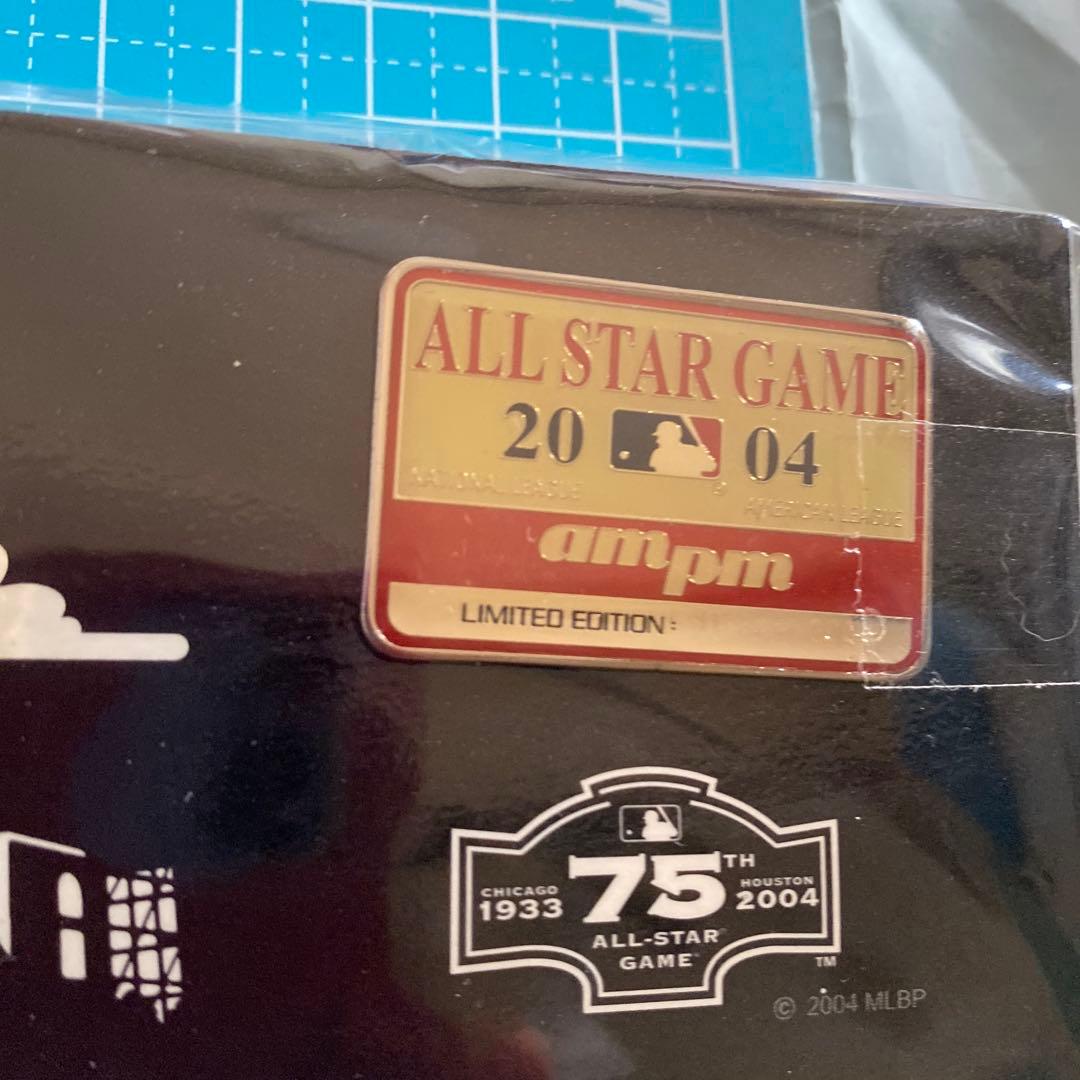 ALL STAR GAME
20 04
NATIONAL LEAGUE
AMERICAN LEAGUE
ampm
LIMITED EDITION:
75TH
CHICAGO
1933
HOUSTON
2004
ALL-STAR
GAME
TM
© 2004 MLBP